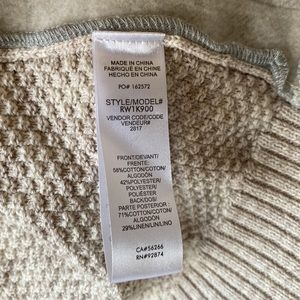 MADE IN CHINA
FABRIQUÉ EN CHINE
HECHO EN CHINA
PO# 162572
STYLE/MODEL#
RW1K900
VENDOR CODE/CODE
VENDEUR#
2817
FRONT/DEVANT/
FRENTE:
58%COTTON/COTON/
ALGODÓN
42%POLYESTER/
POLYESTER/
POLIÉSTER
BACK/DOS/
PARTE POSTERIOR :
71%COTTON/COTON/
ALGODÓN
29%LINEN/LIN/LINO
CA#56266
RN#92874